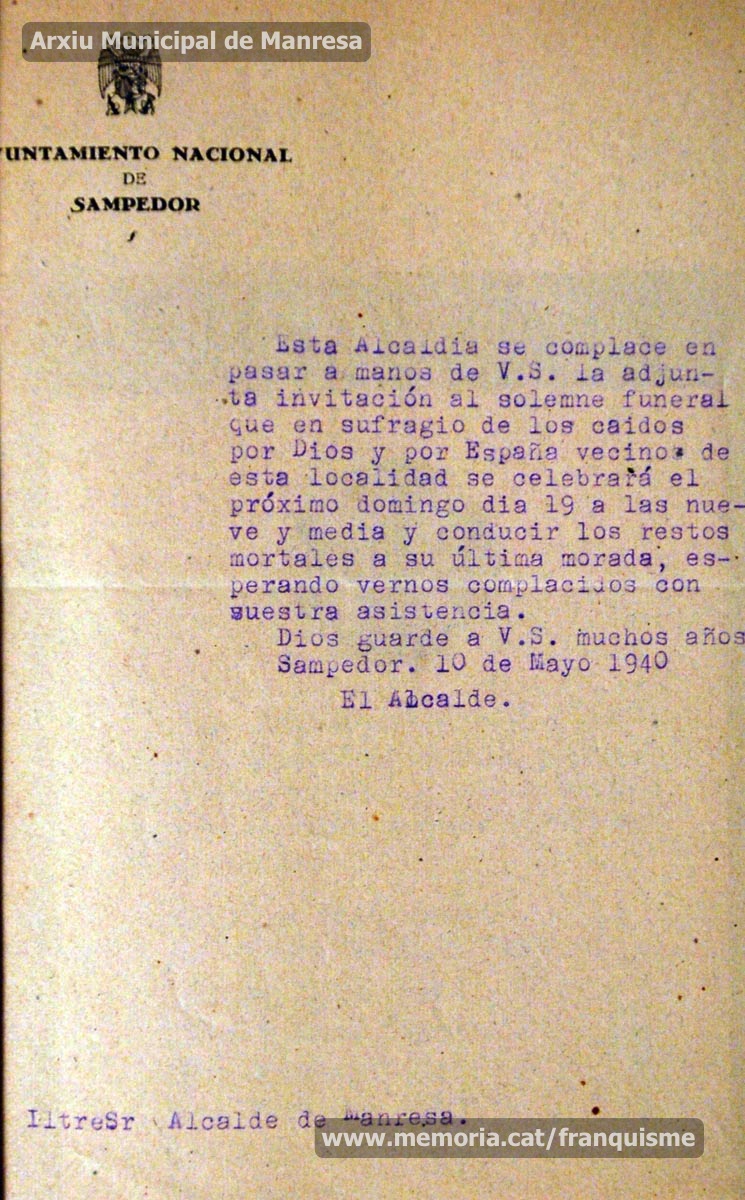 Arxiu Municipal de Manresa
YUNTAMIENTO NACIONAL
DE
SAMPEDOR
Esta Alcaldia se complace en
pasar a manos de V.S. la adjun-
ta invitación al solemne funeral
que en sufragio de los caidos
por Dios y por España vecinos de
esta localidad se celebrará el
próximo domingo dia 19 a las nue-
ve y media y conducir los restos
mortales a su última morada, es-
perando vernos complacidos con
suestra asistencia.
Dios guarde a V.S. muchos años
Sampedor. 10 de Mayo 1940
El Alcalde.
IltreSr Alcalde de Manresa.
www.memoria.cat/franquisme